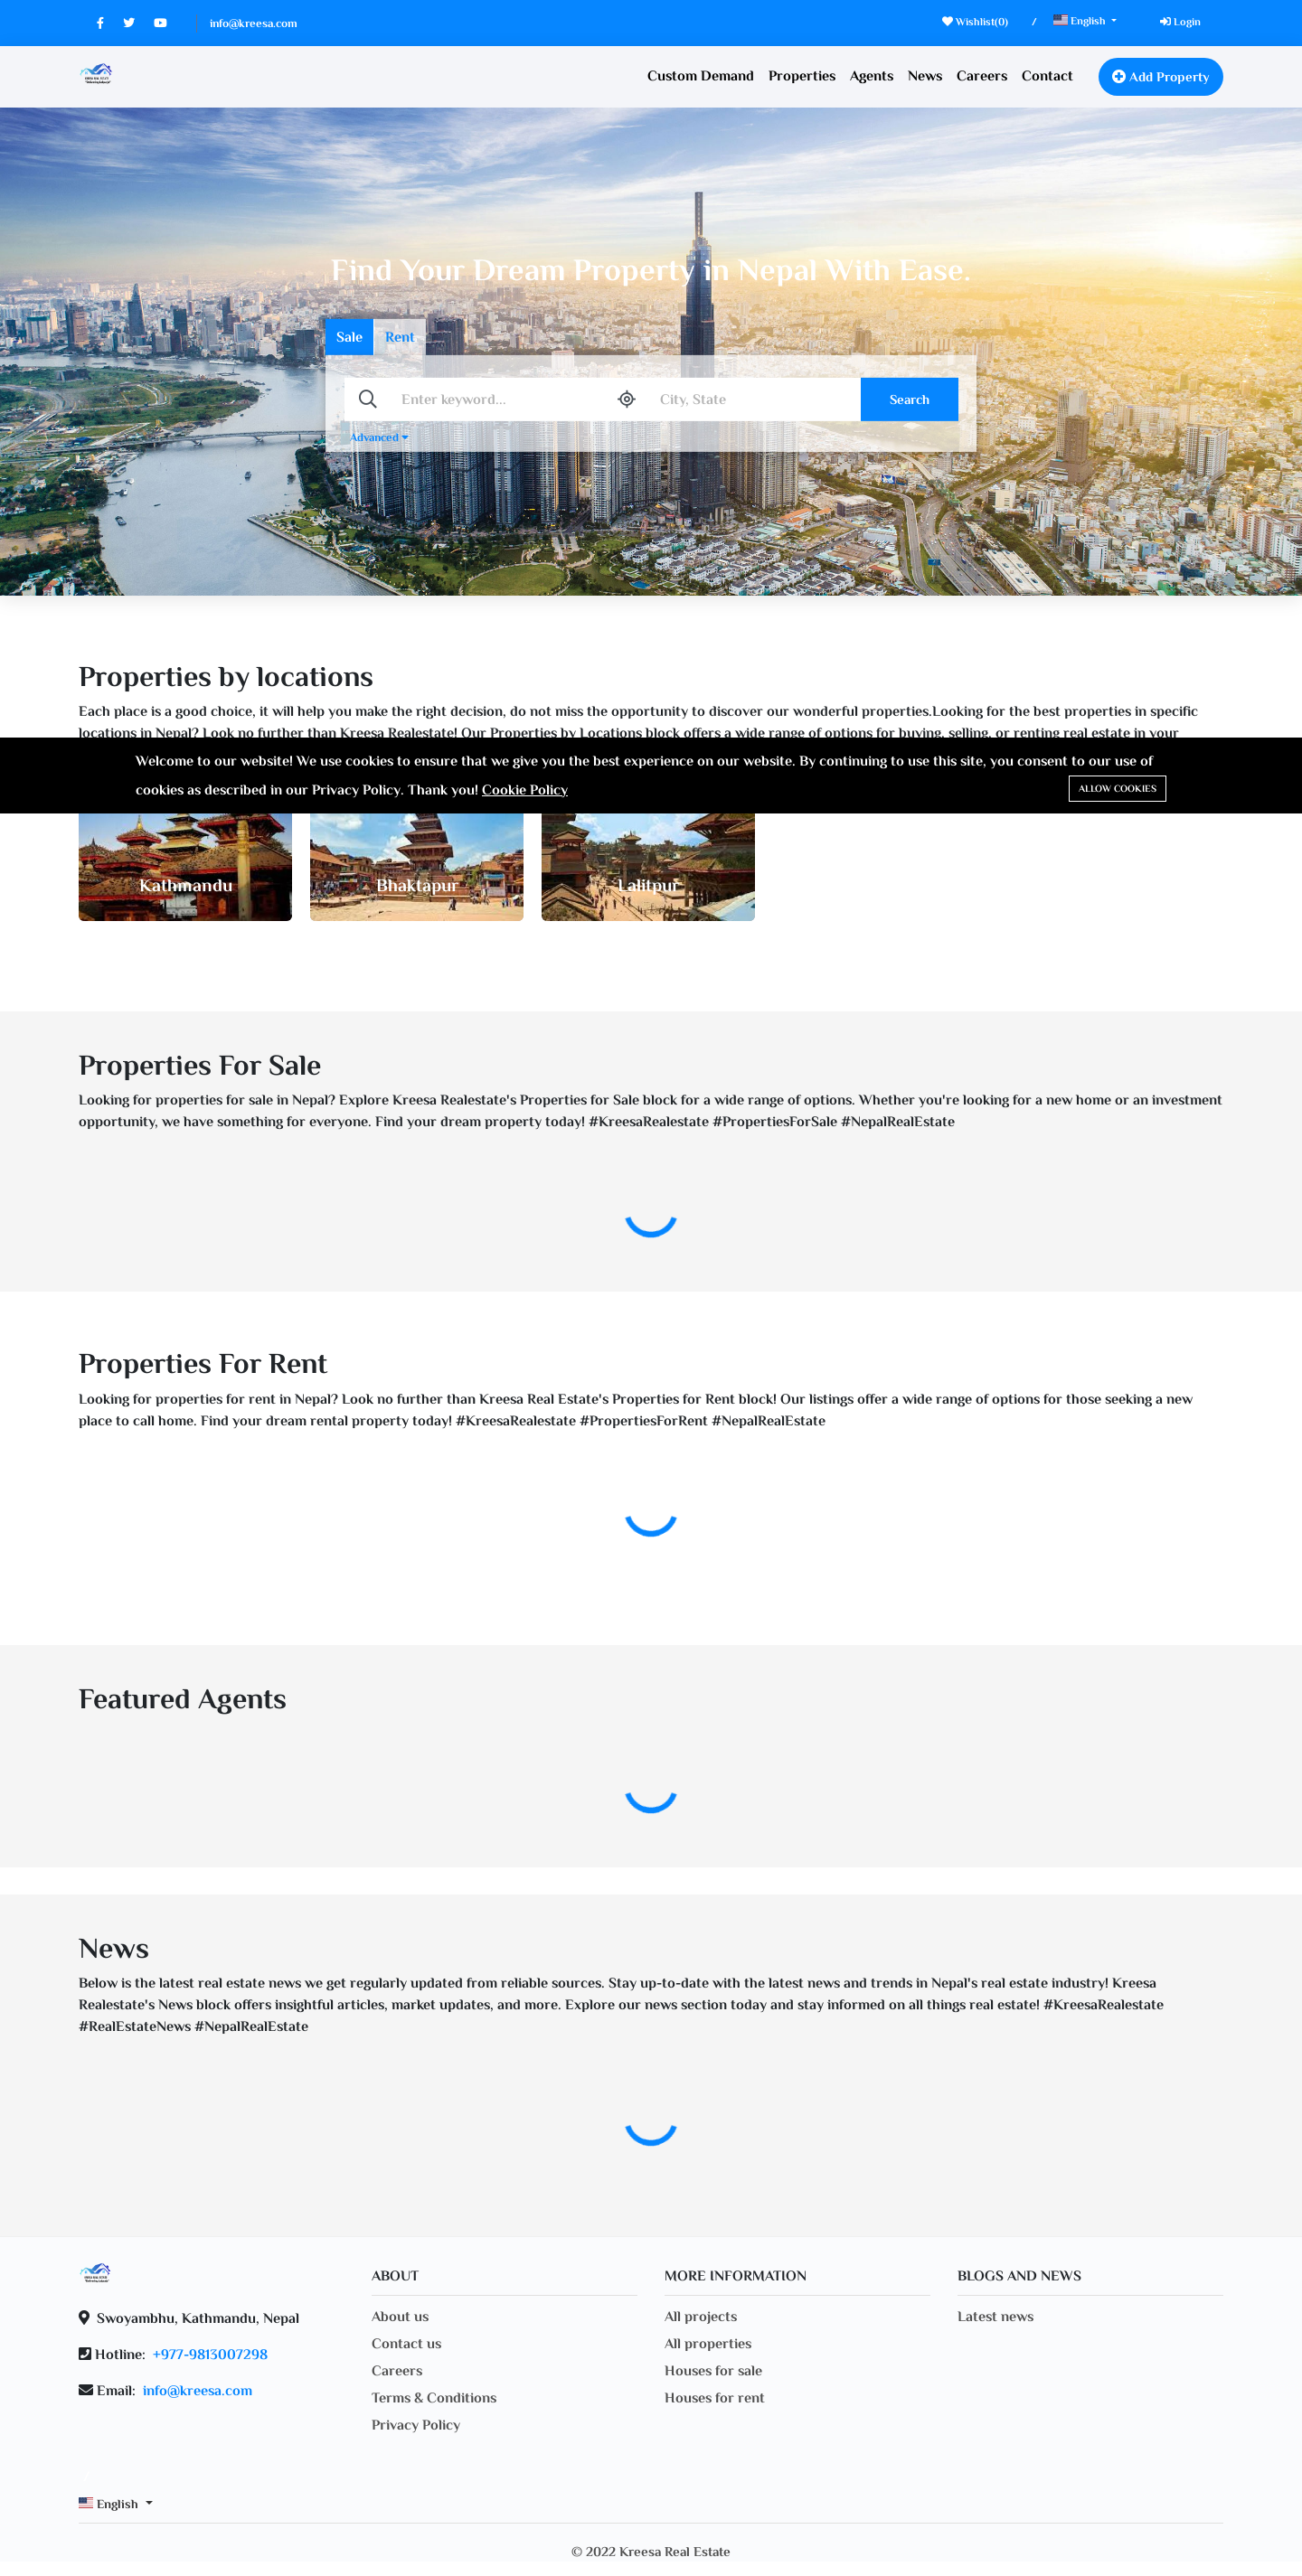 info@kreesa.com
Wishlist(0)
/
English
Login
Custom Demand
Properties
Agents
News
Careers
Contact
Add Property
Find Your Dream Property in Nepal With Ease.
Sale
Rent
Enter keyword...
City, State
Search
Advanced
Properties by locations
Each place is a good choice, it will help you make the right decision, do not miss the opportunity to discover our wonderful properties.Looking for the best properties in specific
locations in Nepal? Look no further than Kreesa Realestate! Our Properties by Locations block offers a wide range of options for buying, selling, or renting real estate in your
Welcome to our website! We use cookies to ensure that we give you the best experience on our website. By continuing to use this site, you consent to our use of
cookies as described in our Privacy Policy. Thank you! Cookie Policy
ALLOW COOKIES
Kathmandu
Bhaktapur
Lalitpur
Properties For Sale
Looking for properties for sale in Nepal? Explore Kreesa Realestate's Properties for Sale block for a wide range of options. Whether you're looking for a new home or an investment
opportunity, we have something for everyone. Find your dream property today! #KreesaRealestate #PropertiesForSale #NepalRealEstate
Properties For Rent
Looking for properties for rent in Nepal? Look no further than Kreesa Real Estate's Properties for Rent block! Our listings offer a wide range of options for those seeking a new
place to call home. Find your dream rental property today! #KreesaRealestate #PropertiesForRent #NepalRealEstate
Featured Agents
News
Below is the latest real estate news we get regularly updated from reliable sources. Stay up-to-date with the latest news and trends in Nepal's real estate industry! Kreesa
Realestate's News block offers insightful articles, market updates, and more. Explore our news section today and stay informed on all things real estate! #KreesaRealestate
#RealEstateNews #NepalRealEstate
Swoyambhu, Kathmandu, Nepal
Hotline: +977-9813007298
Email: info@kreesa.com
ABOUT
About us
Contact us
Careers
Terms & Conditions
Privacy Policy
MORE INFORMATION
All projects
All properties
Houses for sale
Houses for rent
BLOGS AND NEWS
Latest news
English
© 2022 Kreesa Real Estate